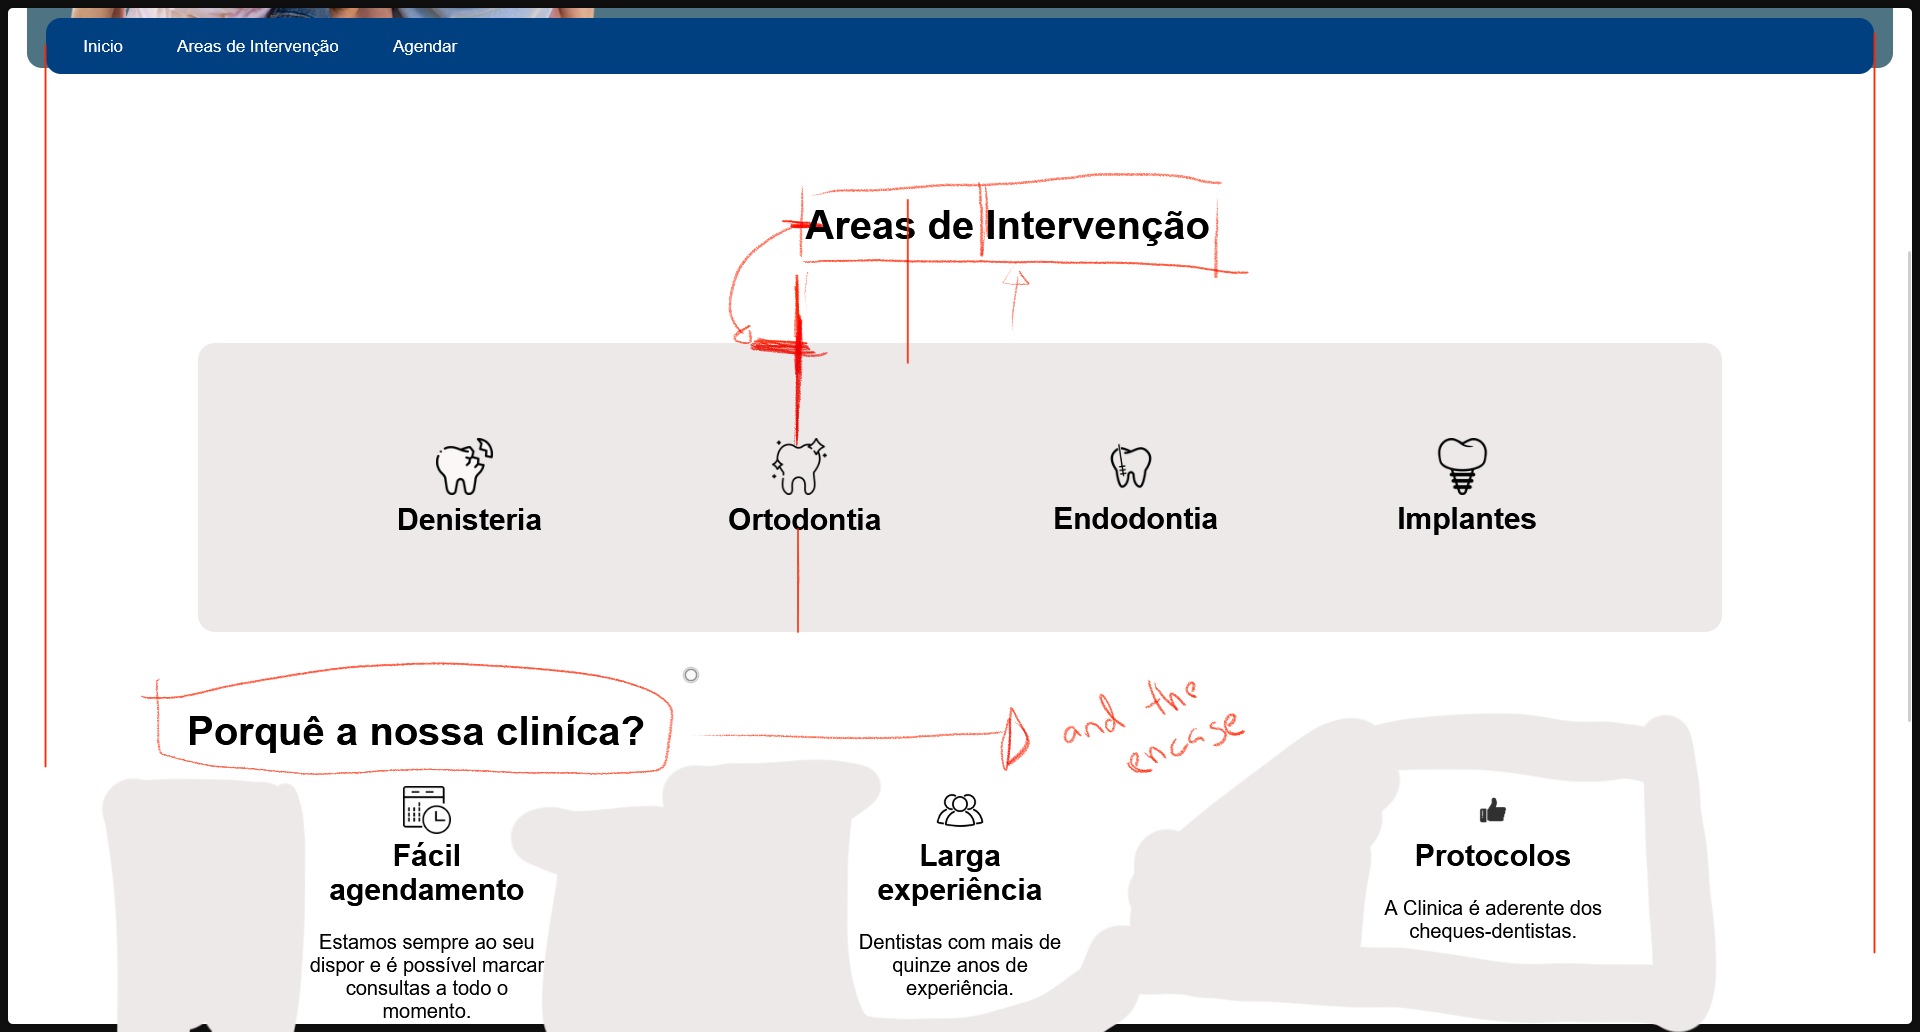 Inicio Areas de Intervenção Agendar
Areas de Intervenção
Denisteria Ortodontia Endodontia Implantes
Porquê a nossa cliníca?
and the
encase
Fácil
agendamento
Estamos sempre ao seu
dispor e é possível marcar
consultas a todo o
momento.
Larga
experiência
Dentistas com mais de
quinze anos de
experiência.
Protocolos
A Clinica é aderente dos
cheques-dentistas.